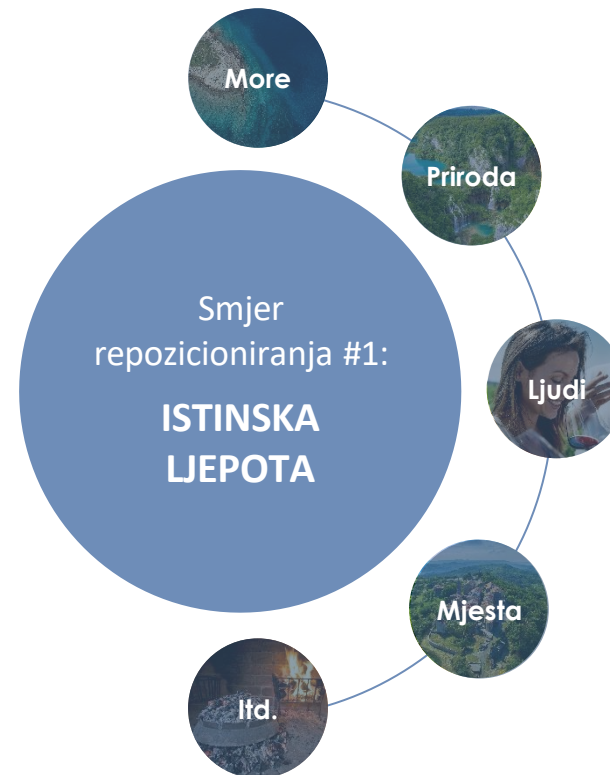 More
Priroda
Smjer
repozicioniranja #1:
ISTINSKA
LJEPOTA
Ljudi
Mjesta
Itd.